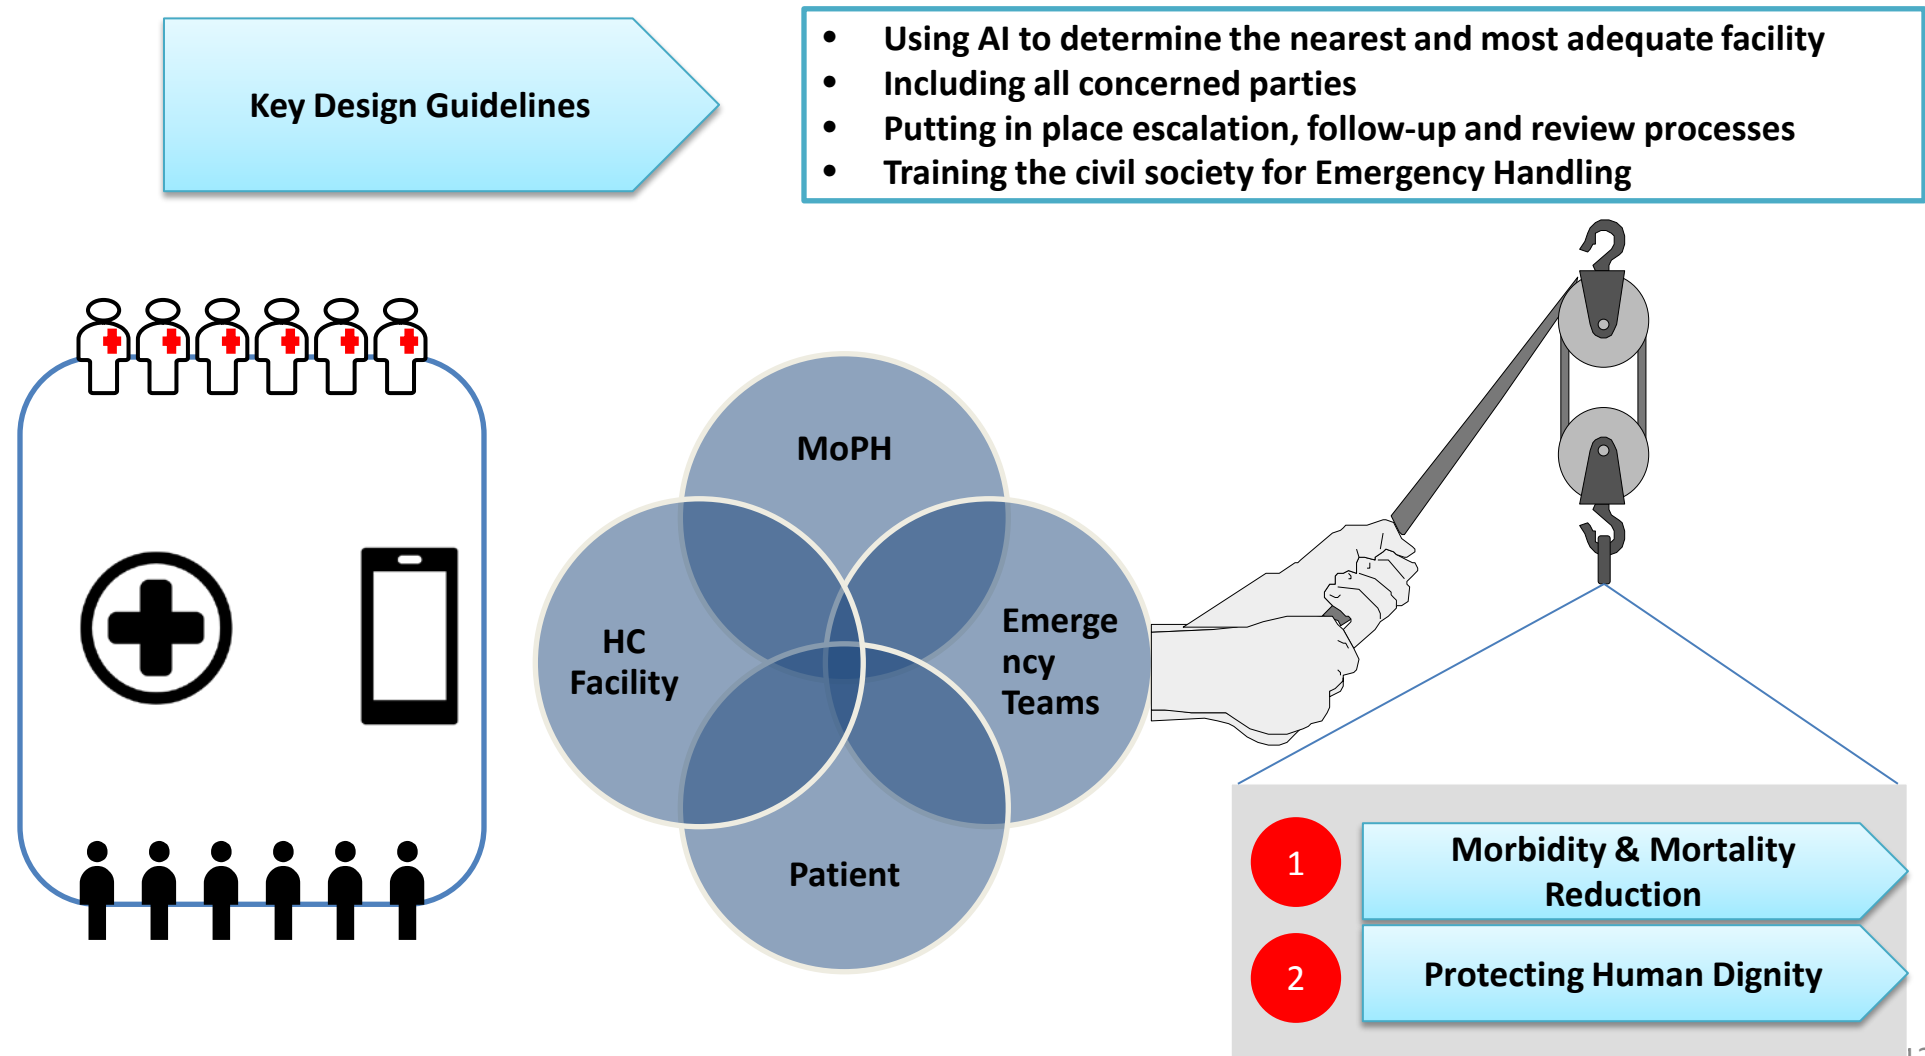 Key Design Guidelines
• Using AI to determine the nearest and most adequate facility
• Including all concerned parties
• Putting in place escalation, follow-up and review processes
• Training the civil society for Emergency Handling
MoPH
HC
Facility
Emerge
ncy
Teams
Patient
1
Morbidity & Mortality
Reduction
2
Protecting Human Dignity